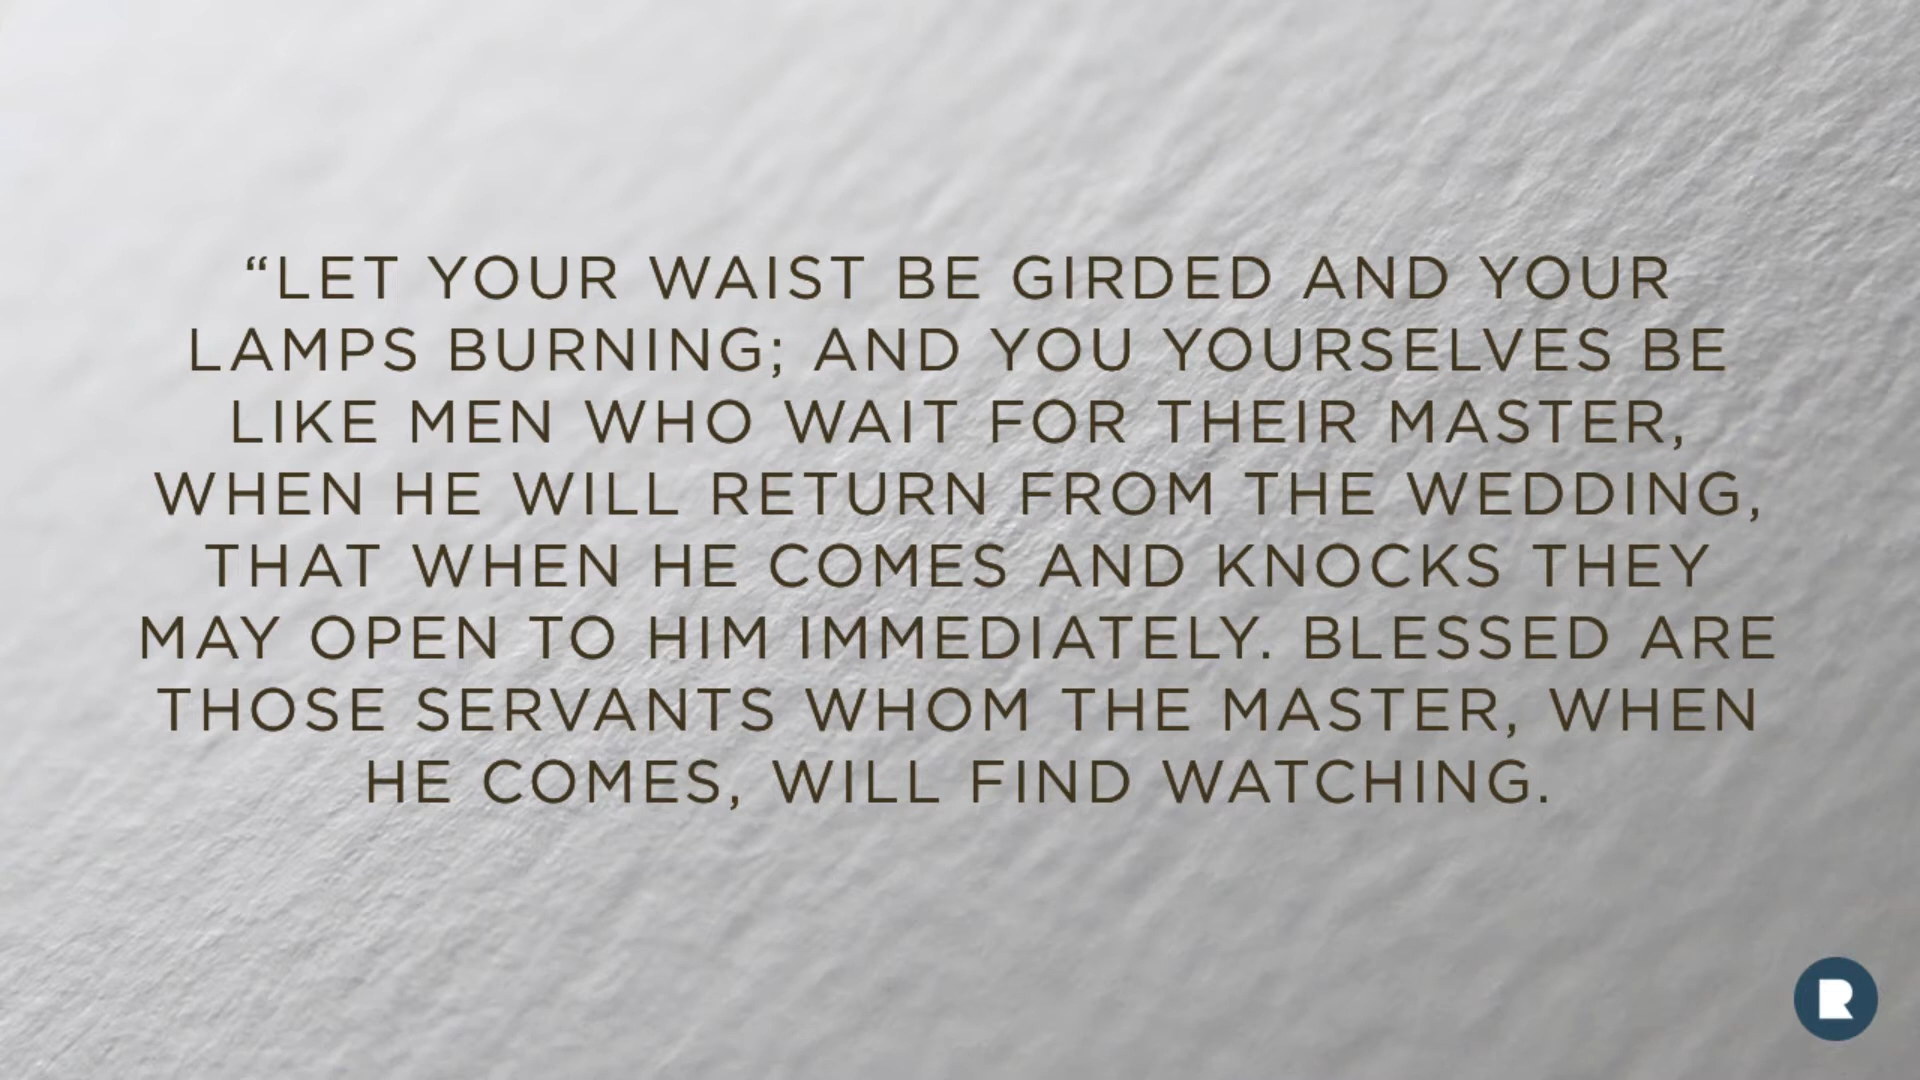 “LET YOUR WAIST BE GIRDED AND YOUR
LAMPS BURNING; AND YOU YOURSELVES BE
LIKE MEN WHO WAIT FOR THEIR MASTER,
WHEN HE WILL RETURN FROM THE WEDDING,
THAT WHEN HE COMES AND KNOCKS THEY
MAY OPEN TO HIM IMMEDIATELY. BLESSED ARE
THOSE SERVANTS WHOM THE MASTER, WHEN
HE COMES, WILL FIND WATCHING.
R